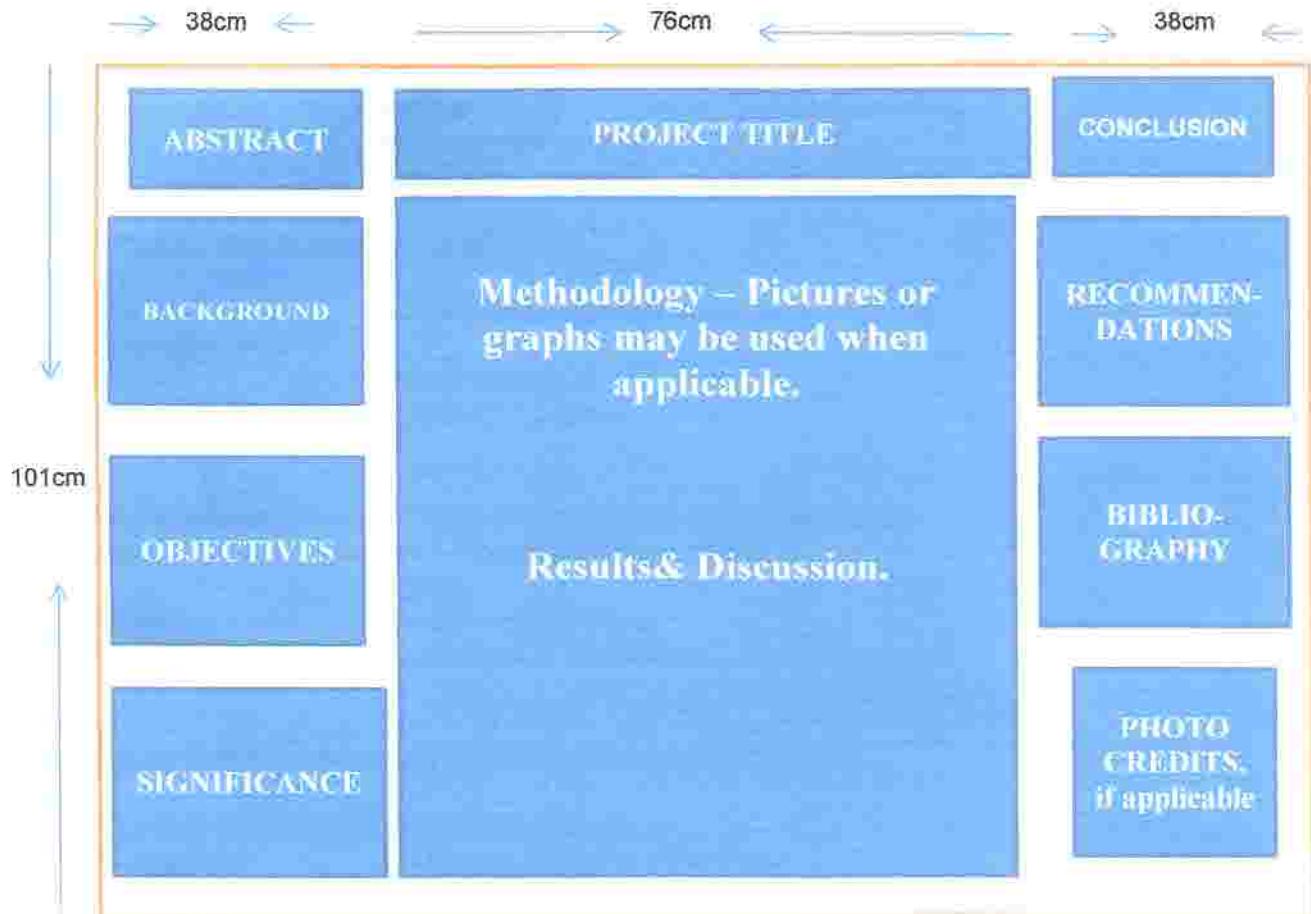 38cm
76cm
38cm
101cm
ABSTRACT
BACKGROUND
OBJECTIVES
SIGNIFICANCE
PROJECT TITLE
Methodology – Pictures or
graphs may be used when
applicable.
Results& Discussion.
CONCLUSION
RECOMMEN-
DATIONS
BIBLIO-
GRAPHY
PHOTO
CREDITS,
if applicable